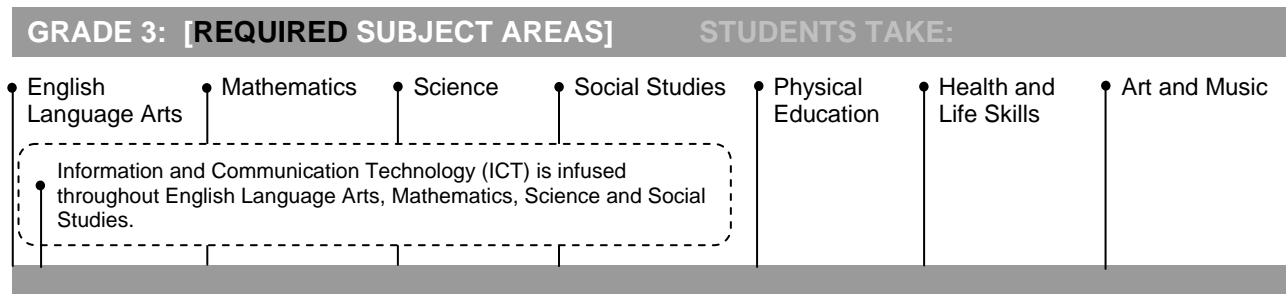 GRADE 3: [REQUIRED SUBJECT AREAS] STUDENTS TAKE:
English
Language Arts
Mathematics
Science
Social Studies
Physical
Education
Health and
Life Skills
Art and Music
Information and Communication Technology (ICT) is infused
throughout English Language Arts, Mathematics, Science and Social
Studies.